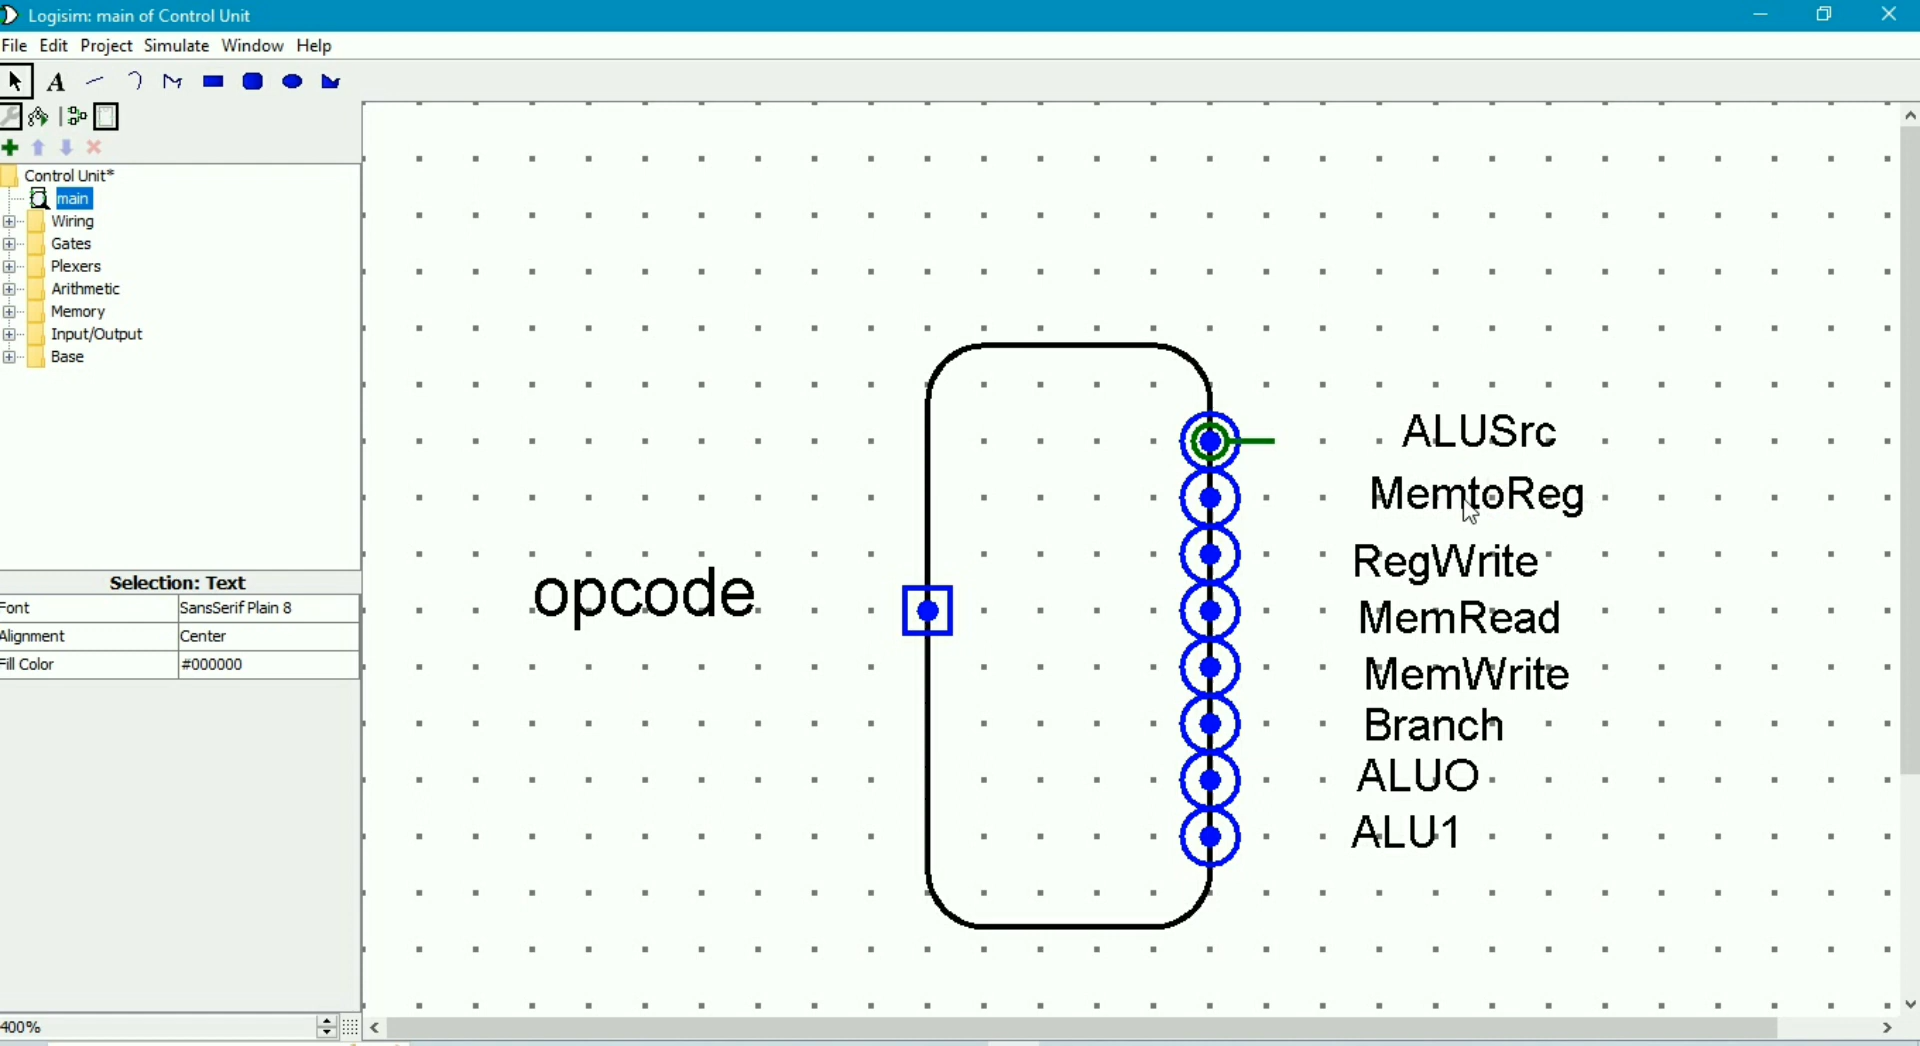 Logisim: main of Control Unit
File Edit Project Simulate Window Help
A
Control Unit*
main
Wiring
Gates
Plexers
Arithmetic
Memory
Input/Output
Base
Selection: Text
Font SansSerif Plain 8
Alignment Center
Fill Color #000000
400%
opcode
ALUSrc
MemtoReg
RegWrite
MemRead
MemWrite
Branch
ALUO
ALU1